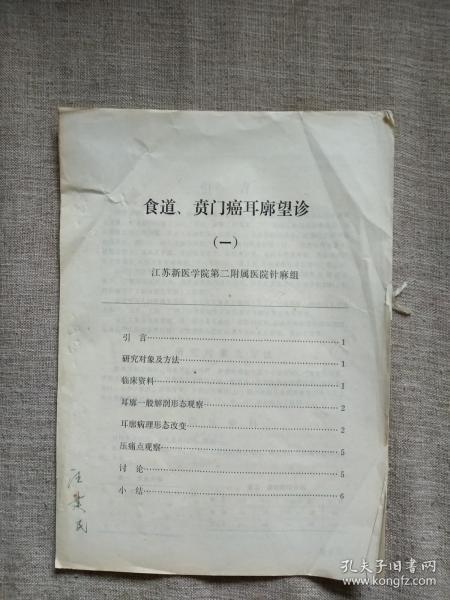 食道、贲门癌耳廓望诊
(一)
江苏新医学院第二附属医院针麻组
引言……1
研究对象及方法……1
临床资料……1
耳廓一般解剖形态观察……2
耳廓病理形态改变……2
压痛点观察……5
讨论……5
小结……6
孔夫子旧书网
www.kongfz.com